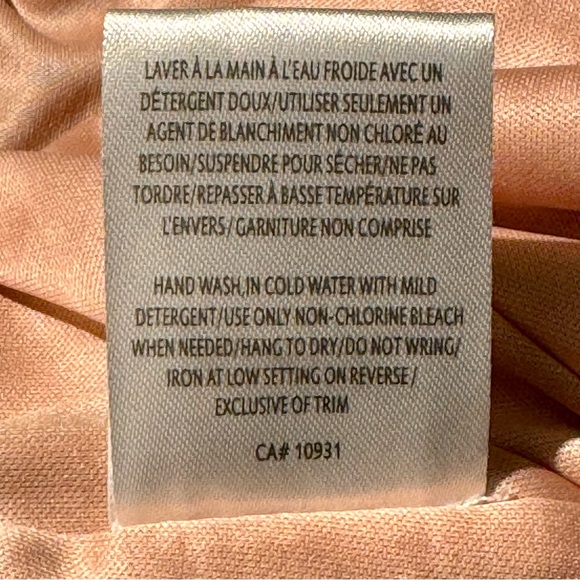 LAVER À LA MAIN À L'EAU FROIDE AVEC UN
DÉTERGENT DOUX/UTILISER SEULEMENT UN
AGENT DE BLANCHIMENT NON CHLORÉ AU
BESOIN/SUSPENDRE POUR SÉCHER/NE PAS
TORDRE/REPASSER À BASSE TEMPÉRATURE SUR
L'ENVERS/GARNITURE NON COMPRISE
HAND WASH,IN COLD WATER WITH MILD
DETERGENT/USE ONLY NON-CHLORINE BLEACH
WHEN NEEDED/HANG TO DRY/DO NOT WRING/
IRON AT LOW SETTING ON REVERSE/
EXCLUSIVE OF TRIM
CA# 10931